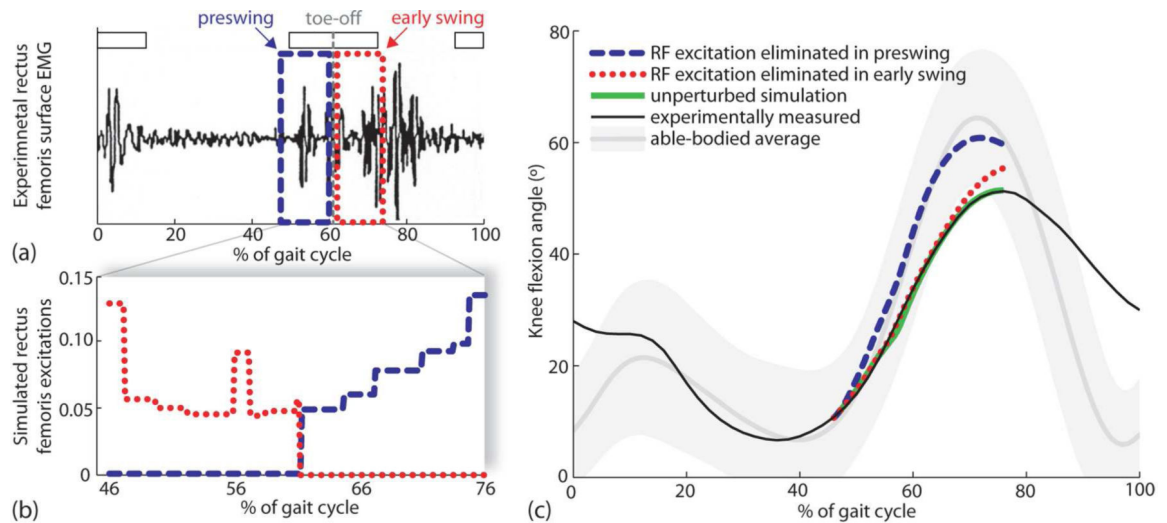 preswing
toe-off
early swing
Experimnetal rectus
femoris surface EMG
0
20
40
60
80
100
% of gait cycle
(a)
0.15
0.10
0.05
0
Simulated rectus
femoris excitations
46
56
66
76
% of gait cycle
(b)
80
60
40
20
0
Knee flexion angle (°)
RF excitation eliminated in preswing
RF excitation eliminated in early swing
unperturbed simulation
experimentally measured
able-bodied average
0
20
40
60
80
100
% of gait cycle
(c)